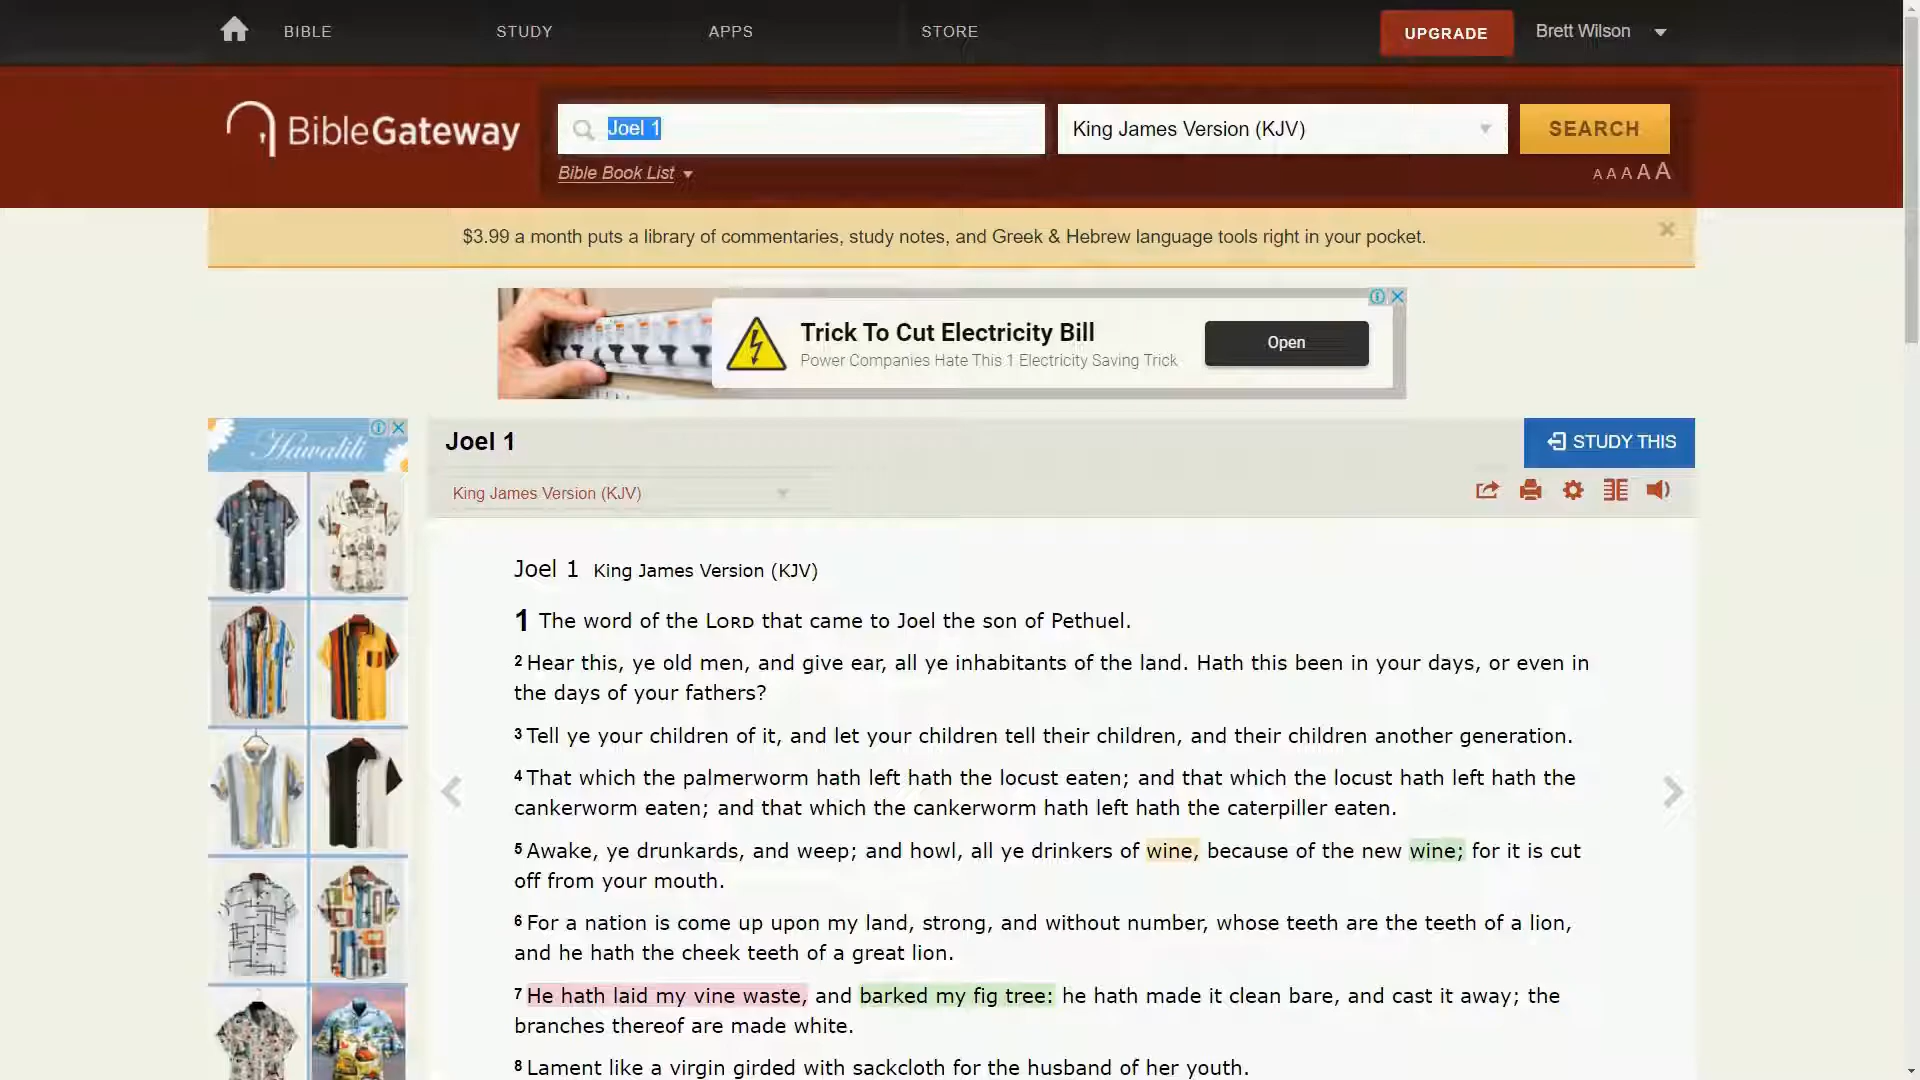 BIBLE STUDY APPS STORE UPGRADE Brett Wilson
BibleGateway
Joel 1
King James Version (KJV)
SEARCH
Bible Book List
A A A A A
$3.99 a month puts a library of commentaries, study notes, and Greek & Hebrew language tools right in your pocket.
Trick To Cut Electricity Bill
Power Companies Hate This 1 Electricity Saving Trick
Open
Hawalili
Joel 1
STUDY THIS
King James Version (KJV)
Joel 1 King James Version (KJV)
1 The word of the LORD that came to Joel the son of Pethuel.
2 Hear this, ye old men, and give ear, all ye inhabitants of the land. Hath this been in your days, or even in
the days of your fathers?
3 Tell ye your children of it, and let your children tell their children, and their children another generation.
4 That which the palmerworm hath left hath the locust eaten; and that which the locust hath left hath the
cankerworm eaten; and that which the cankerworm hath left hath the caterpiller eaten.
5 Awake, ye drunkards, and weep; and howl, all ye drinkers of wine, because of the new wine; for it is cut
off from your mouth.
6 For a nation is come up upon my land, strong, and without number, whose teeth are the teeth of a lion,
and he hath the cheek teeth of a great lion.
7 He hath laid my vine waste, and barked my fig tree: he hath made it clean bare, and cast it away; the
branches thereof are made white.
8 Lament like a virgin girded with sackcloth for the husband of her youth.